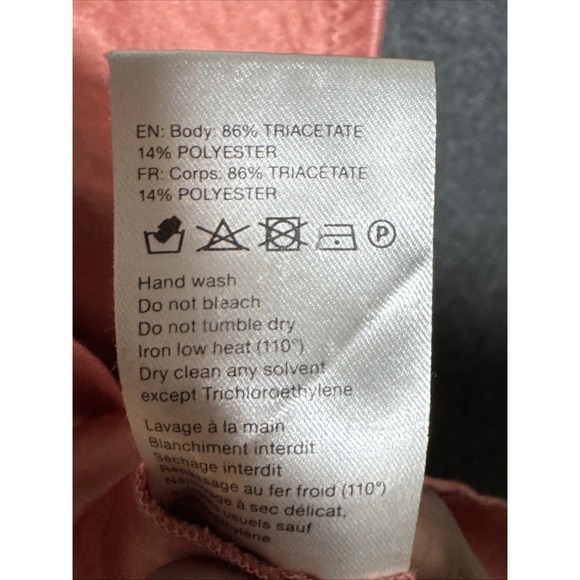 EN: Body: 86% TRIACETATE
14% POLYESTER
FR: Corps: 86% TRIACÉTATE
14% POLYESTER
P
Hand wash
Do not bleach
Do not tumble dry
Iron low heat (110°)
Dry clean any solvent
except Trichloroethylene
Lavage à la main
Blanchiment interdit
Séchage interdit
Repassage au fer froid (110°)
Nettoyage à sec délicat,
usuels sauf